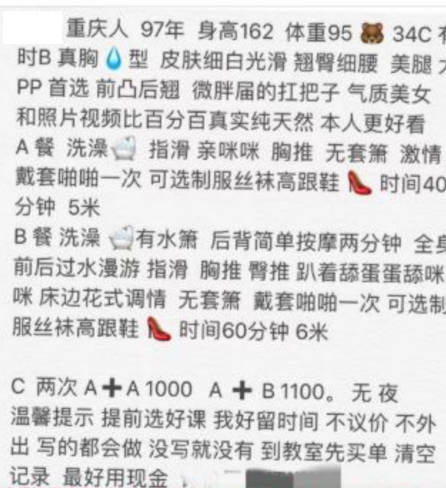 重庆人 97年 身高162 体重95 🐻 34C
时B 真胸💧型 皮肤细白光滑 翘臀细腰 美腿
PP 首选 前凸后翘 微胖届的扛把子 气质美女
和照片视频比百分百真实纯天然 本人更好看
A 餐 洗澡🛀 指滑 亲咪咪 胸推 无套箫 激情
戴套啪啪一次 可选制服丝袜高跟鞋 👠 时间40
分钟 5米
B 餐 洗澡 🛀有水箫 后背简单按摩两分钟 全身
前后过水漫游 指滑 胸推 臀推 趴着舔蛋蛋舔咪
咪 床边花式调情 无套箫 戴套啪啪一次 可选制
服丝袜高跟鞋 👠 时间60分钟 6米
C 两次 A➕A 1000 A ➕ B 1100。 无 夜
温馨提示 提前选好课 我好留时间 不议价 不外
出 写的都会做 没写就没有 到教室先买单 清空
记录 最好用现金